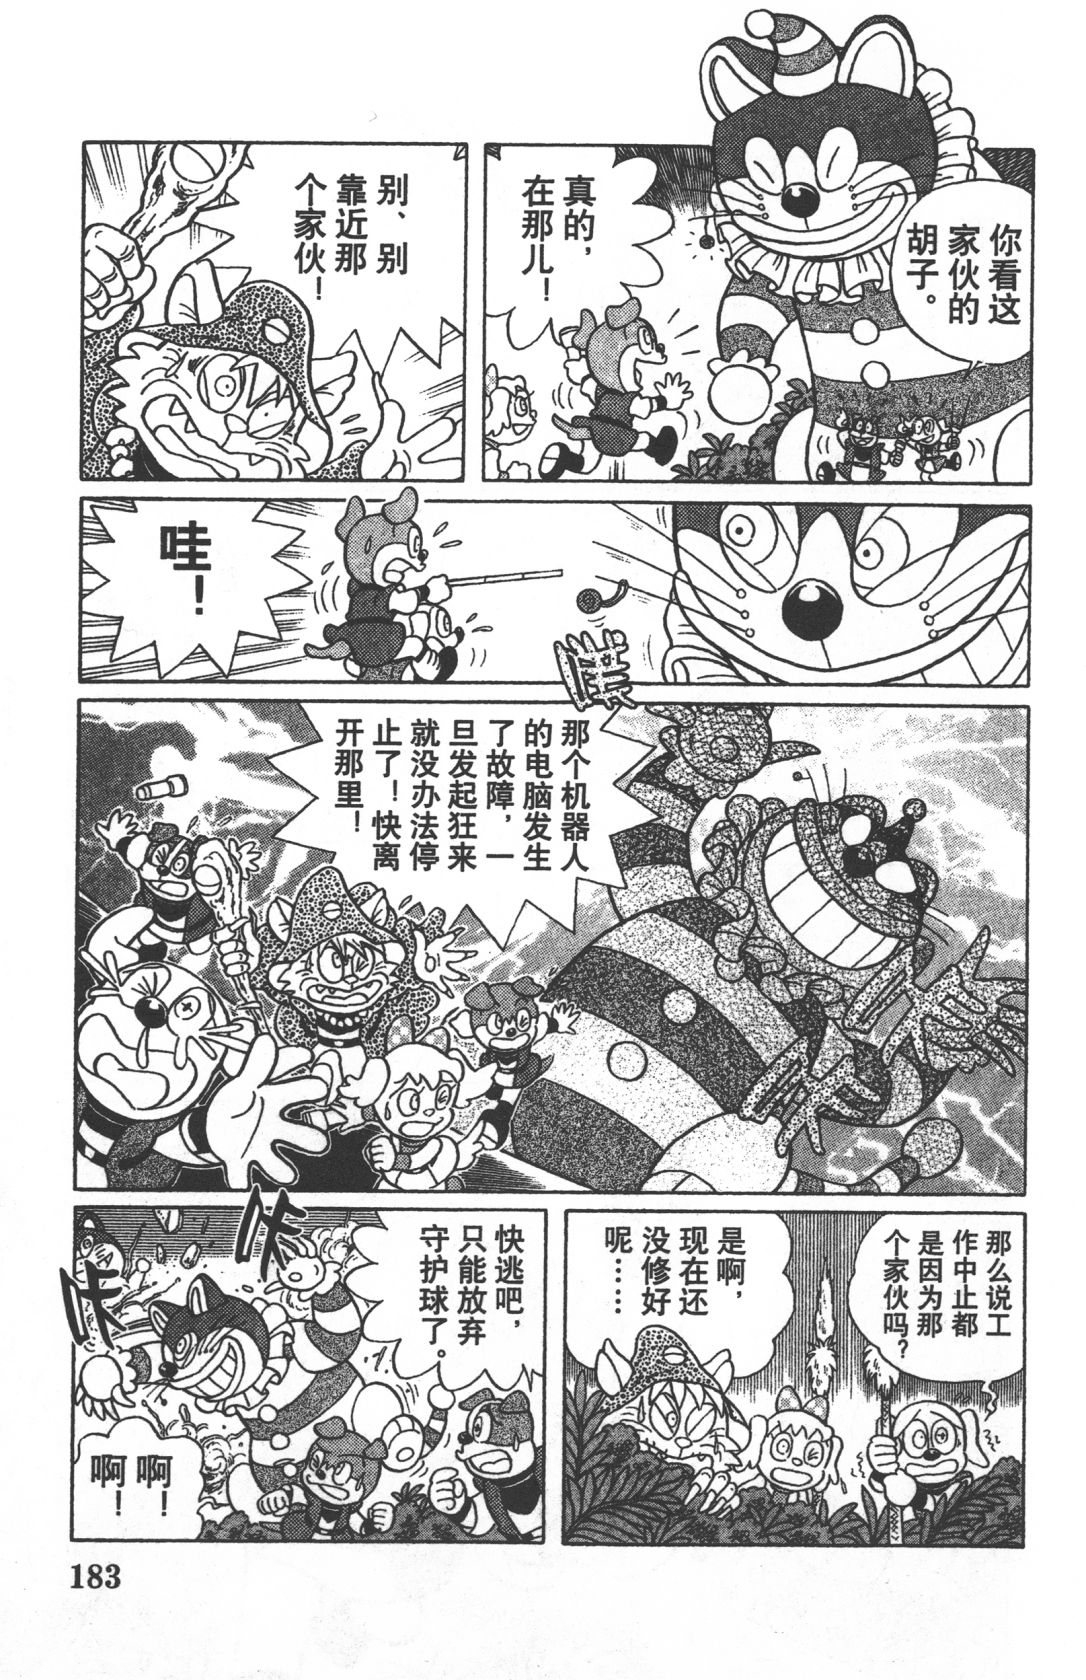 你看这
家伙的
胡子。
真的，
在那儿！
别、别
靠近那
个家伙！
哇！
那个机器人
的电脑发生
了故障，一
旦发起狂来
就没办法停
止了！快离
开那里！
那么说工
作中止都
是因为那
个家伙吗？
是啊，
现在还
没修好
呢……
快逃吧，
只能放弃
守护球了。
咔
咔
啊！
啊！
183